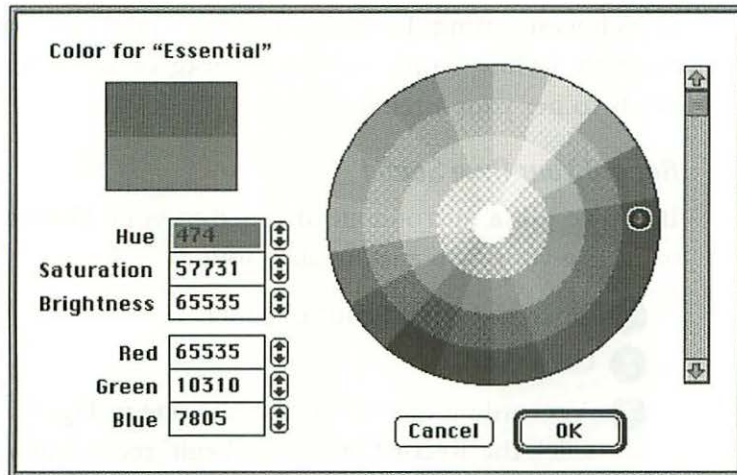 Color for “Essential”
Hue 474
Saturation 57731
Brightness 65535
Red 65535
Green 10310
Blue 7805
Cancel OK